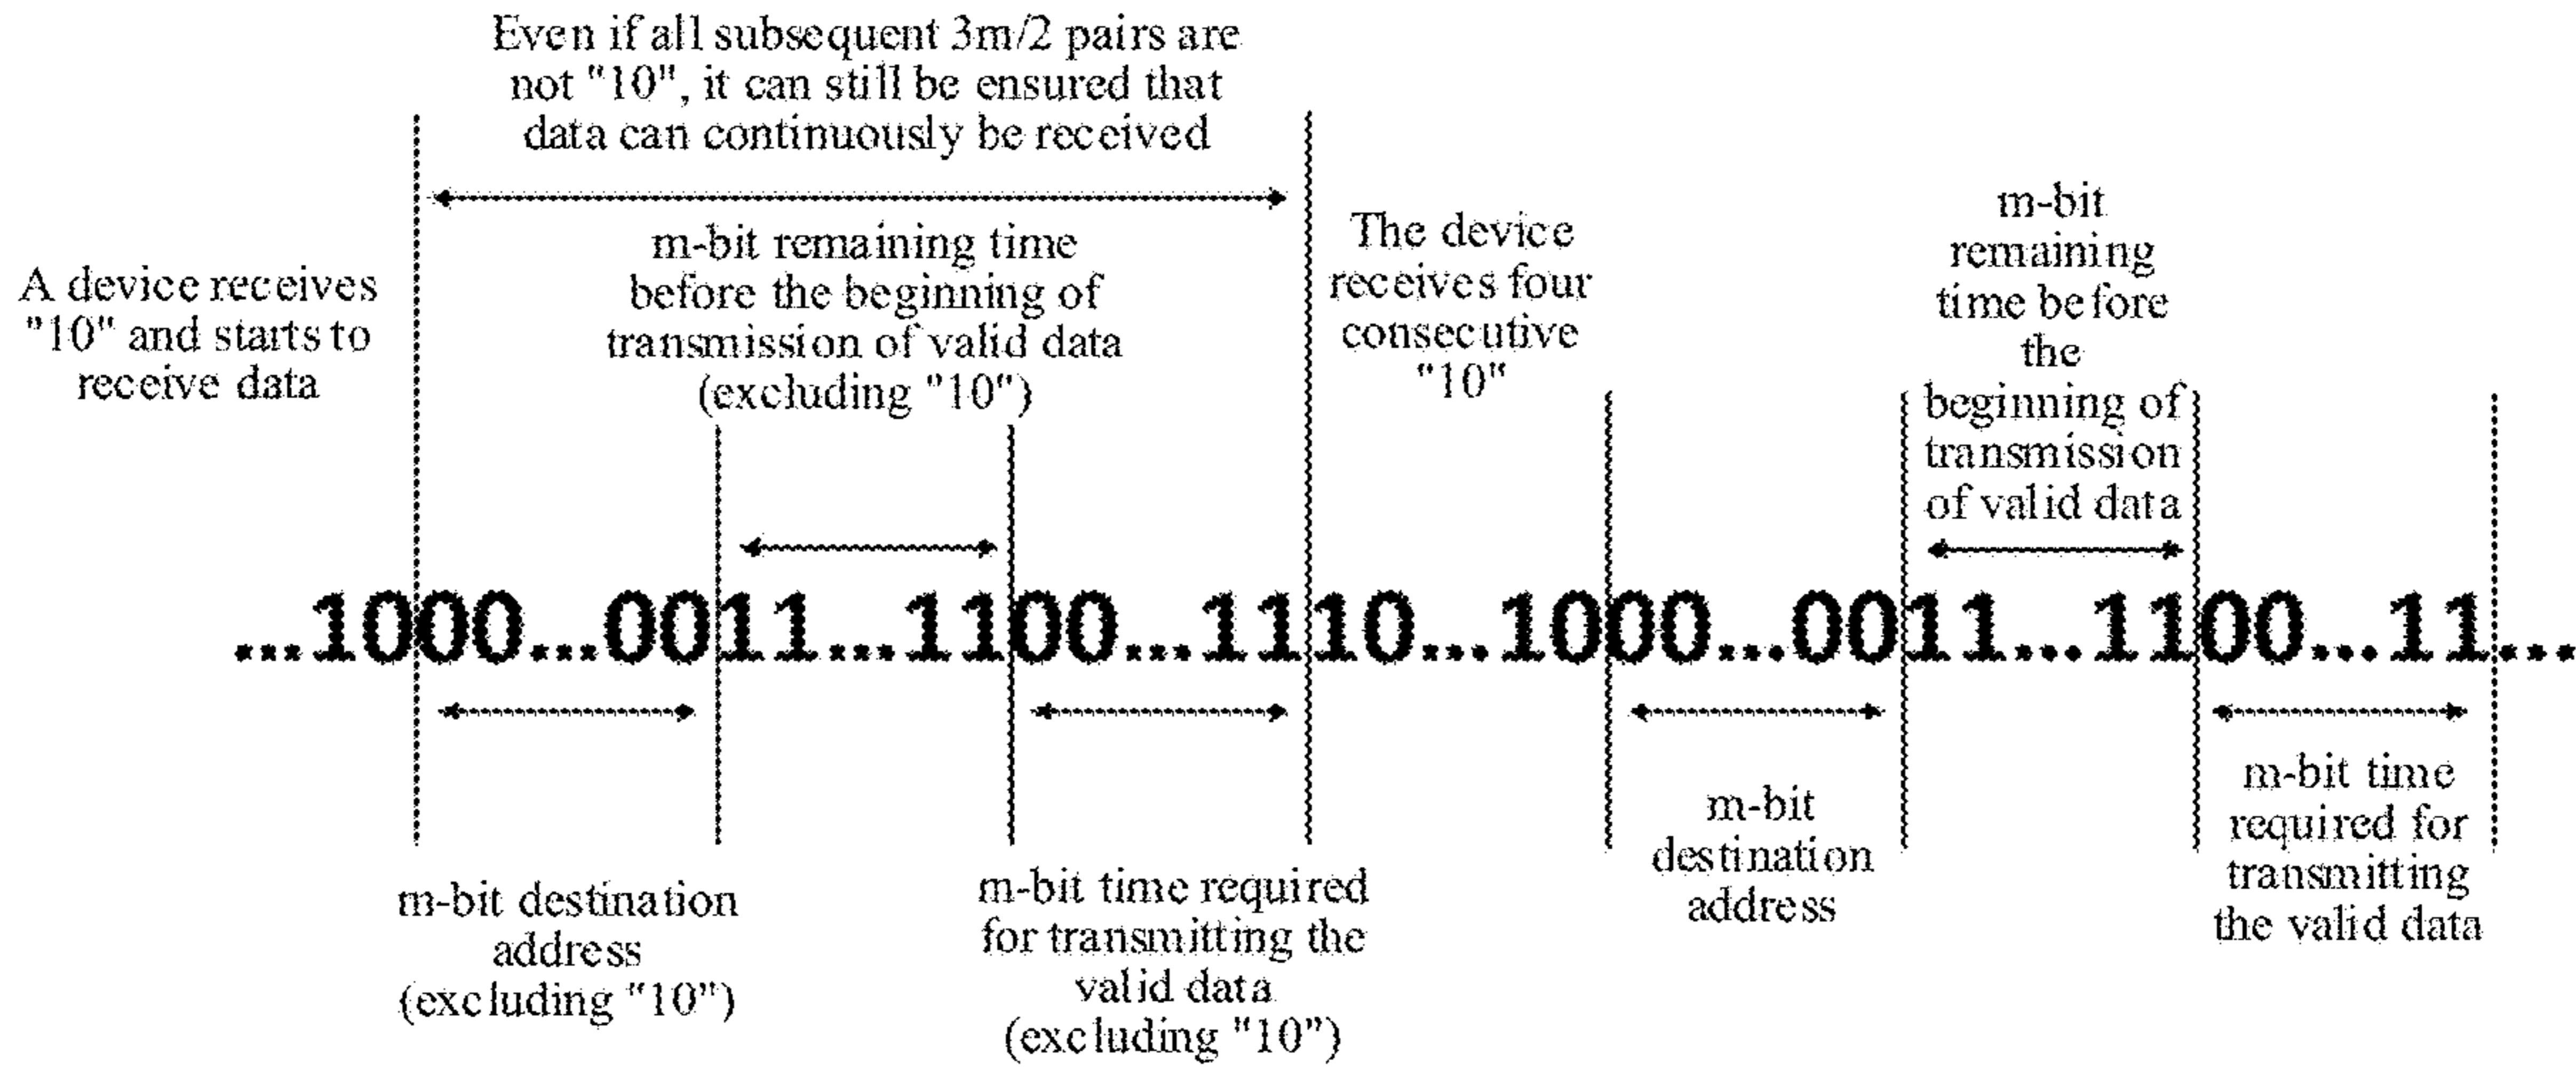 Even if all subsequent 3m/2 pairs are
not "10", it can still be ensured that
data can continuously be received
A device receives
"10" and starts to
receive data
m-bit remaining time
before the beginning of
transmission of valid data
(excluding "10")
The device
receives four
consecutive
"10"
m-bit
remaining
time before
the
beginning of
transmission
of valid data
...1000...0011...1100...1110...1000...0011...1100...11...
m-bit destination
address
(excluding "10")
m-bit time required
for transmitting the
valid data
(excluding "10")
m-bit
destination
address
m-bit time
required for
transmitting
the valid data